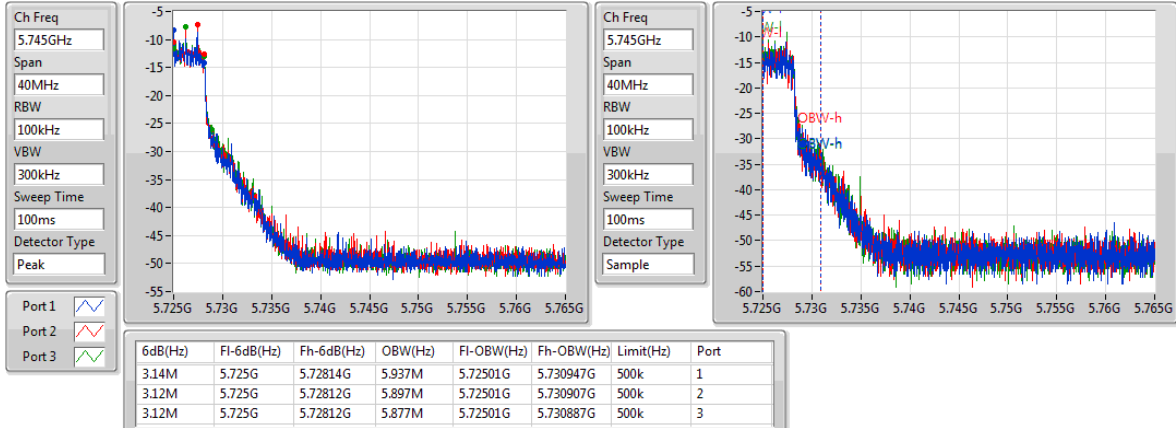 Ch Freq
5.745GHz
Span
40MHz
RBW
100kHz
VBW
300kHz
Sweep Time
100ms
Detector Type
Peak
Port 1
Port 2
Port 3
-5
-10
-15
-20
-25
-30
-35
-40
-45
-50
-55
5.725G 5.73G 5.735G 5.74G 5.745G 5.75G 5.755G 5.76G 5.765G
Ch Freq
5.745GHz
Span
40MHz
RBW
100kHz
VBW
300kHz
Sweep Time
100ms
Detector Type
Sample
-5
-10
-15
-20
-25
-30
-35
-40
-45
-50
-55
-60
OBW-h
OBW-h
5.725G 5.73G 5.735G 5.74G 5.745G 5.75G 5.755G 5.76G 5.765G
6dB(Hz) Fl-6dB(Hz) Fh-6dB(Hz) OBW(Hz) Fl-OBW(Hz) Fh-OBW(Hz) Limit(Hz) Port
3.14M 5.725G 5.72814G 5.937M 5.72501G 5.730947G 500k 1
3.12M 5.725G 5.72812G 5.897M 5.72501G 5.730907G 500k 2
3.12M 5.725G 5.72812G 5.877M 5.72501G 5.730887G 500k 3